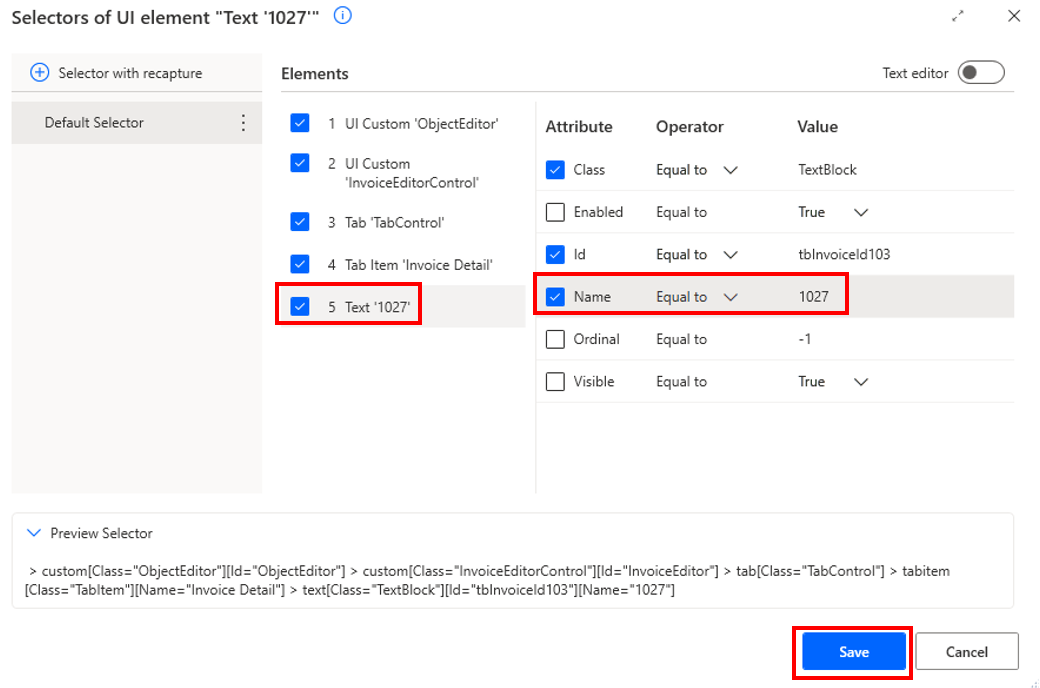 Selectors of UI element "Text '1027'"
Selector with recapture
Default Selector
Elements
Text editor
1 UI Custom 'ObjectEditor'
2 UI Custom
'InvoiceEditorControl'
3 Tab 'TabControl'
4 Tab Item 'Invoice Detail'
5 Text '1027'
Attribute Operator Value
Class Equal to TextBlock
Enabled Equal to True
Id Equal to tbInvoiceId103
Name Equal to 1027
Ordinal Equal to -1
Visible Equal to True
Preview Selector
> custom[Class="ObjectEditor"][Id="ObjectEditor"] > custom[Class="InvoiceEditorControl"][Id="InvoiceEditor"] > tab[Class="TabControl"] > tabitem
[Class="TabItem"][Name="Invoice Detail"] > text[Class="TextBlock"][Id="tbInvoiceId103"][Name="1027"]
Save Cancel